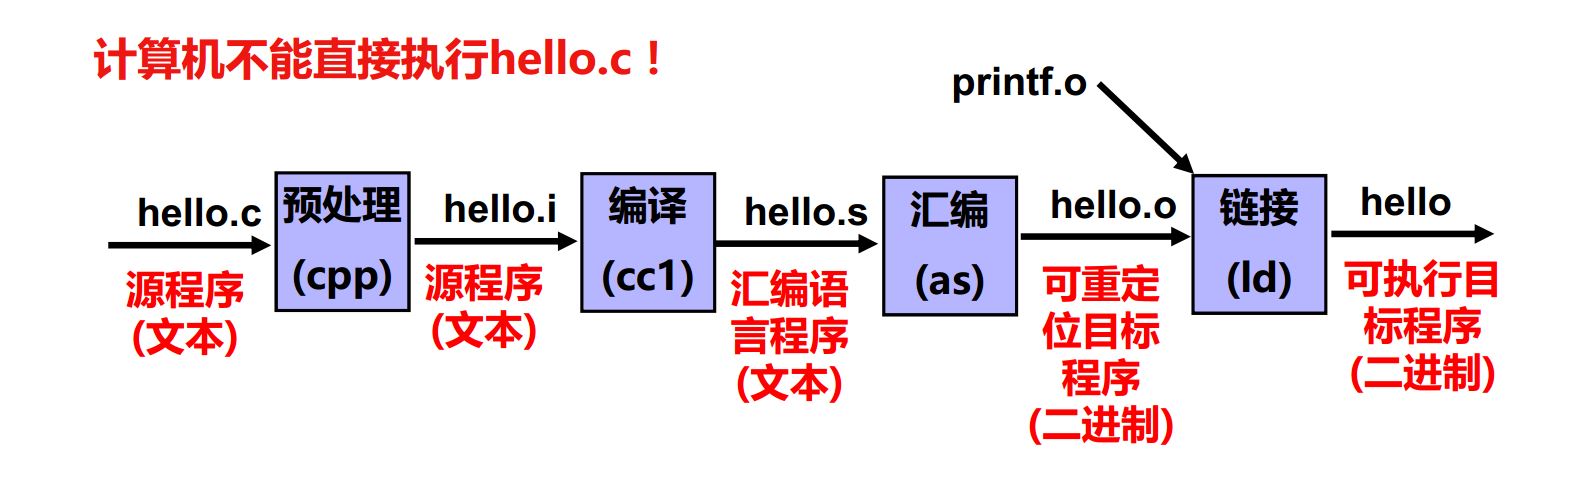 计算机不能直接执行hello.c！
printf.o
hello.c
预处理
(cpp)
hello.i
编译
(cc1)
hello.s
汇编
(as)
hello.o
链接
(ld)
hello
源程序
(文本)
源程序
(文本)
汇编语
言程序
(文本)
可重定
位目标
程序
(二进制)
可执行目
标程序
(二进制)